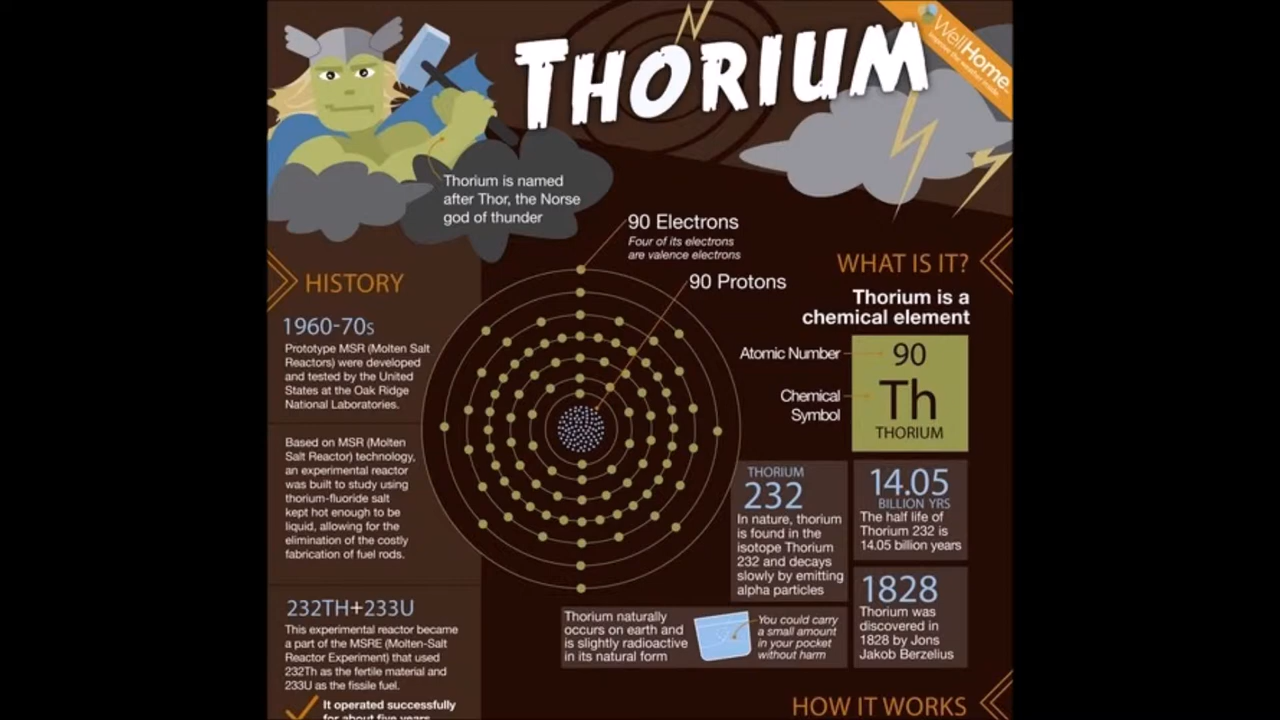 THORIUM
WellHome
Improve the weather inside.
Thorium is named
after Thor, the Norse
god of thunder
90 Electrons
Four of its electrons
are valence electrons
90 Protons
HISTORY
1960-70s
Prototype MSR (Molten Salt
Reactors) were developed
and tested by the United
States at the Oak Ridge
National Laboratories.
Based on MSR (Molten
Salt Reactor) technology,
an experimental reactor
was built to study using
thorium-fluoride salt
kept hot enough to be
liquid, allowing for the
elimination of the costly
fabrication of fuel rods.
232TH+233U
This experimental reactor became
a part of the MSRE (Molten-Salt
Reactor Experiment) that used
232Th as the fertile material and
233U as the fissile fuel.
It operated successfully
for about five years
WHAT IS IT?
Thorium is a
chemical element
Atomic Number
90
Chemical
Symbol
Th
THORIUM
THORIUM
232
In nature, thorium
is found in the
isotope Thorium
232 and decays
slowly by emitting
alpha particles
14.05
BILLION YRS
The half life of
Thorium 232 is
14.05 billion years
1828
Thorium was
discovered in
1828 by Jons
Jakob Berzelius
Thorium naturally
occurs on earth and
is slightly radioactive
in its natural form
You could carry
a small amount
in your pocket
without harm
HOW IT WORKS